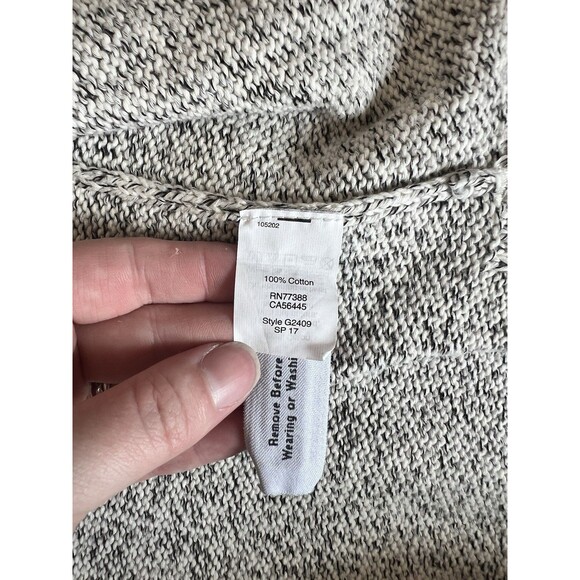 105202
100% Cotton
RN77388
CA56445
Style G2409
SP 17
Remove Before
Wearing or Washi